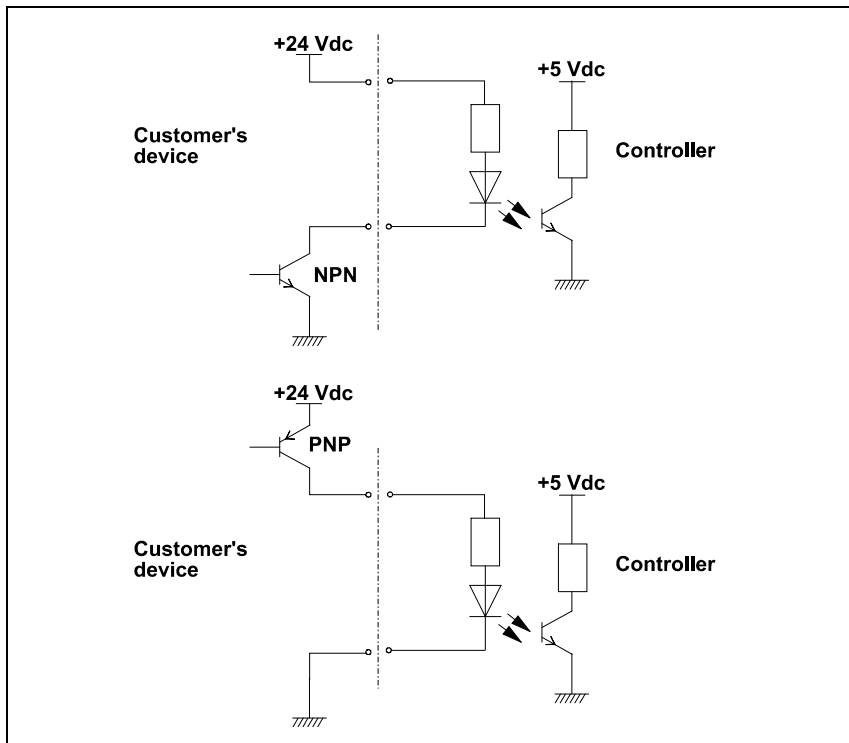 +24 Vdc
+5 Vdc
Customer's
device
Controller
NPN
+24 Vdc
PNP
+5 Vdc
Customer's
device
Controller